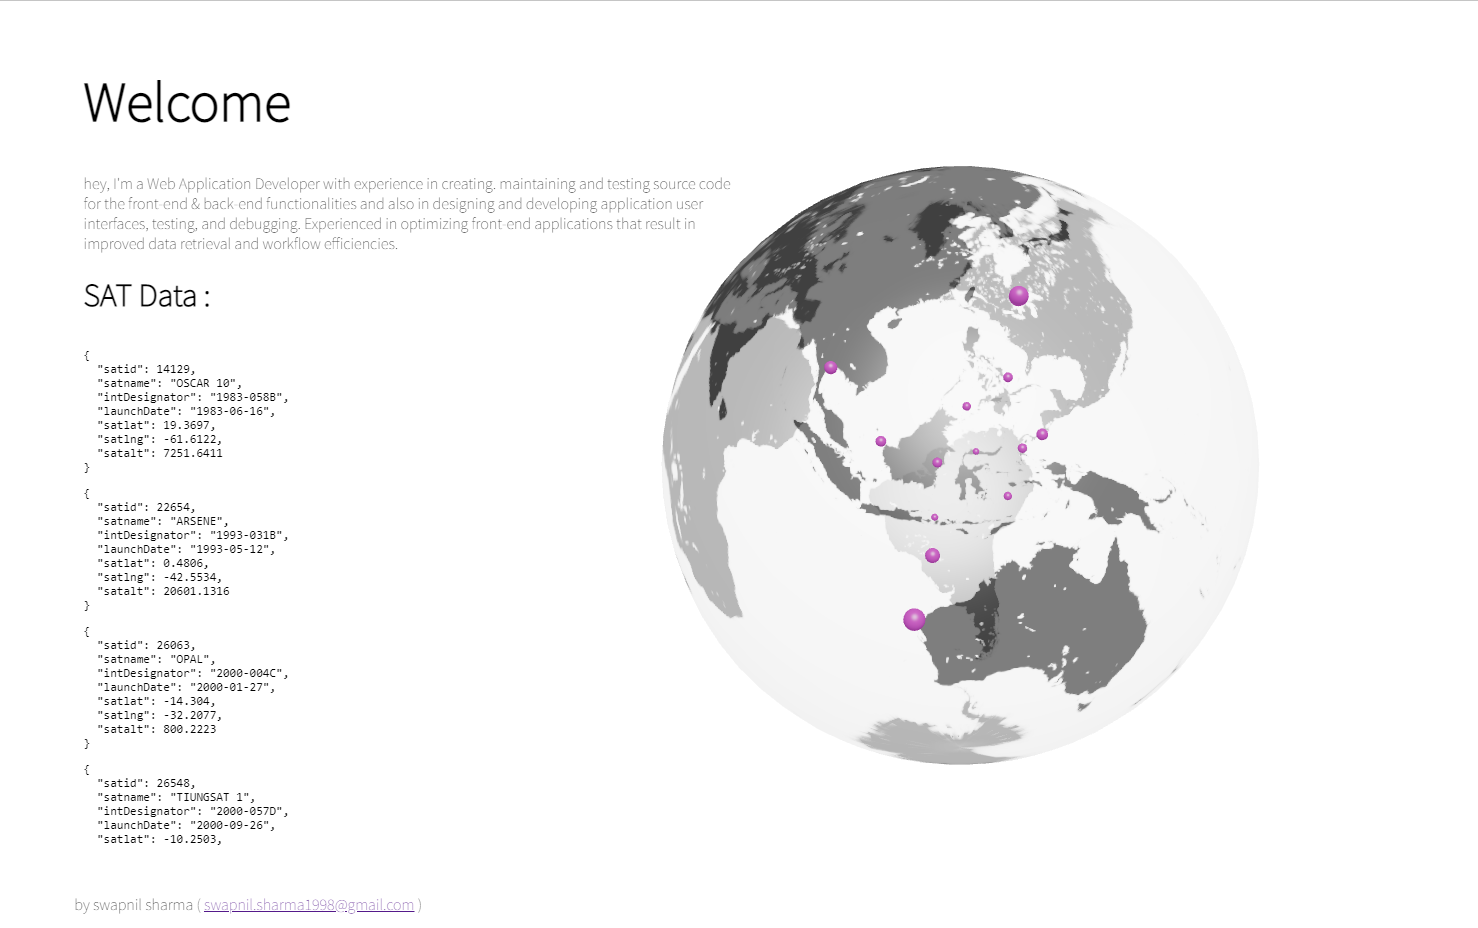 Welcome
hey, I'm a Web Application Developer with experience in creating. maintaining and testing source code
for the front-end & back-end functionalities and also in designing and developing application user
interfaces, testing, and debugging. Experienced in optimizing front-end applications that result in
improved data retrieval and workflow efficiencies.
SAT Data :
{
  "satid": 14129,
  "satname": "OSCAR 10",
  "intDesignator": "1983-058B",
  "launchDate": "1983-06-16",
  "satlat": 19.3697,
  "satlng": -61.6122,
  "satalt": 7251.6411
}
{
  "satid": 22654,
  "satname": "ARSENE",
  "intDesignator": "1993-031B",
  "launchDate": "1993-05-12",
  "satlat": 0.4806,
  "satlng": -42.5534,
  "satalt": 20601.1316
}
{
  "satid": 26063,
  "satname": "OPAL",
  "intDesignator": "2000-004C",
  "launchDate": "2000-01-27",
  "satlat": -14.304,
  "satlng": -32.2077,
  "satalt": 800.2223
}
{
  "satid": 26548,
  "satname": "TIUNGSAT 1",
  "intDesignator": "2000-057D",
  "launchDate": "2000-09-26",
  "satlat": -10.2503,
by swapnil sharma ( swapnil.sharma1998@gmail.com )